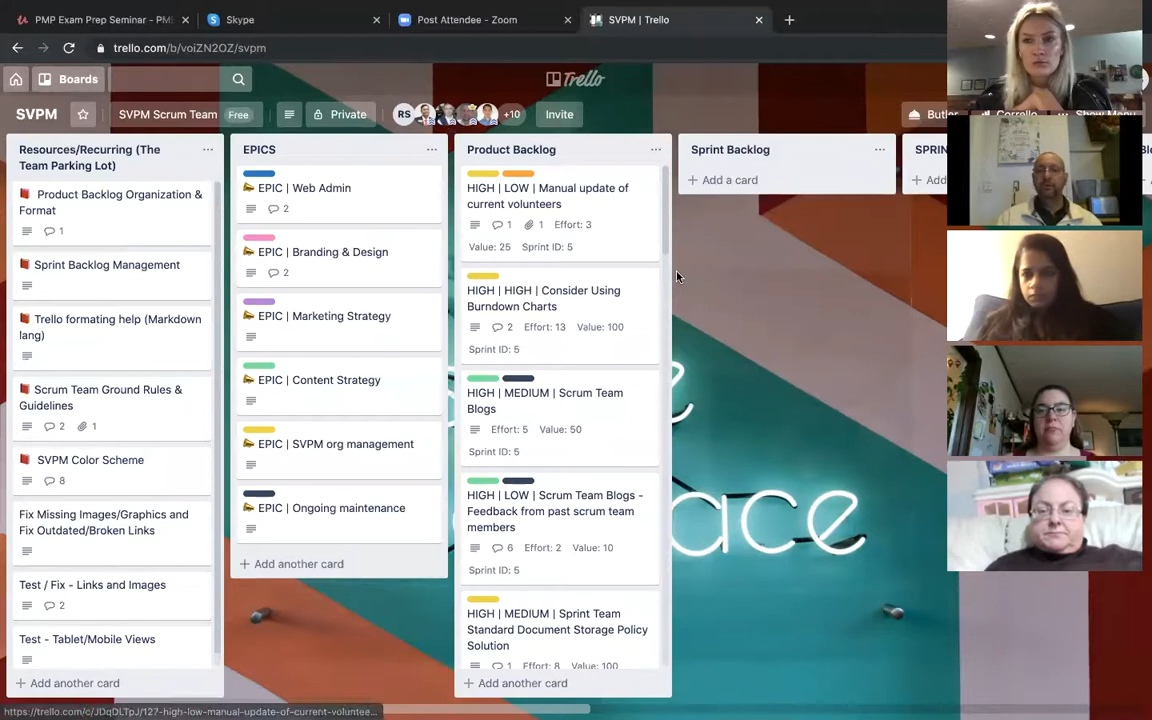 PMP Exam Prep Seminar - PM
Skype
Post Attendee - Zoom
SVPM | Trello
trello.com/b/voiZN2OZ/svpm
Boards
Trello
SVPM
SVPM Scrum Team Free
Private
RS
+10
Invite
Butler
Corrello
Show Menu
Resources/Recurring (The
Team Parking Lot)
Product Backlog Organization &
Format
1
Sprint Backlog Management
Trello formating help (Markdown
lang)
Scrum Team Ground Rules &
Guidelines
2 1
SVPM Color Scheme
8
Fix Missing Images/Graphics and
Fix Outdated/Broken Links
Test / Fix - Links and Images
2
Test - Tablet/Mobile Views
+ Add another card
EPICS
EPIC | Web Admin
2
EPIC | Branding & Design
2
EPIC | Marketing Strategy
EPIC | Content Strategy
EPIC | SVPM org management
EPIC | Ongoing maintenance
+ Add another card
Product Backlog
HIGH | LOW | Manual update of
current volunteers
1 1 Effort: 3
Value: 25 Sprint ID: 5
HIGH | HIGH | Consider Using
Burndown Charts
2 Effort: 13 Value: 100
Sprint ID: 5
HIGH | MEDIUM | Scrum Team
Blogs
Effort: 5 Value: 50
Sprint ID: 5
HIGH | LOW | Scrum Team Blogs -
Feedback from past scrum team
members
6 Effort: 2 Value: 10
Sprint ID: 5
HIGH | MEDIUM | Sprint Team
Standard Document Storage Policy
Solution
1 Effort: 8 Value: 100
+ Add another card
Sprint Backlog
+ Add a card
SPRIN
+ Add
ace
https://trello.com/c/JDqDLTpJ/127-high-low-manual-update-of-current-voluntee...